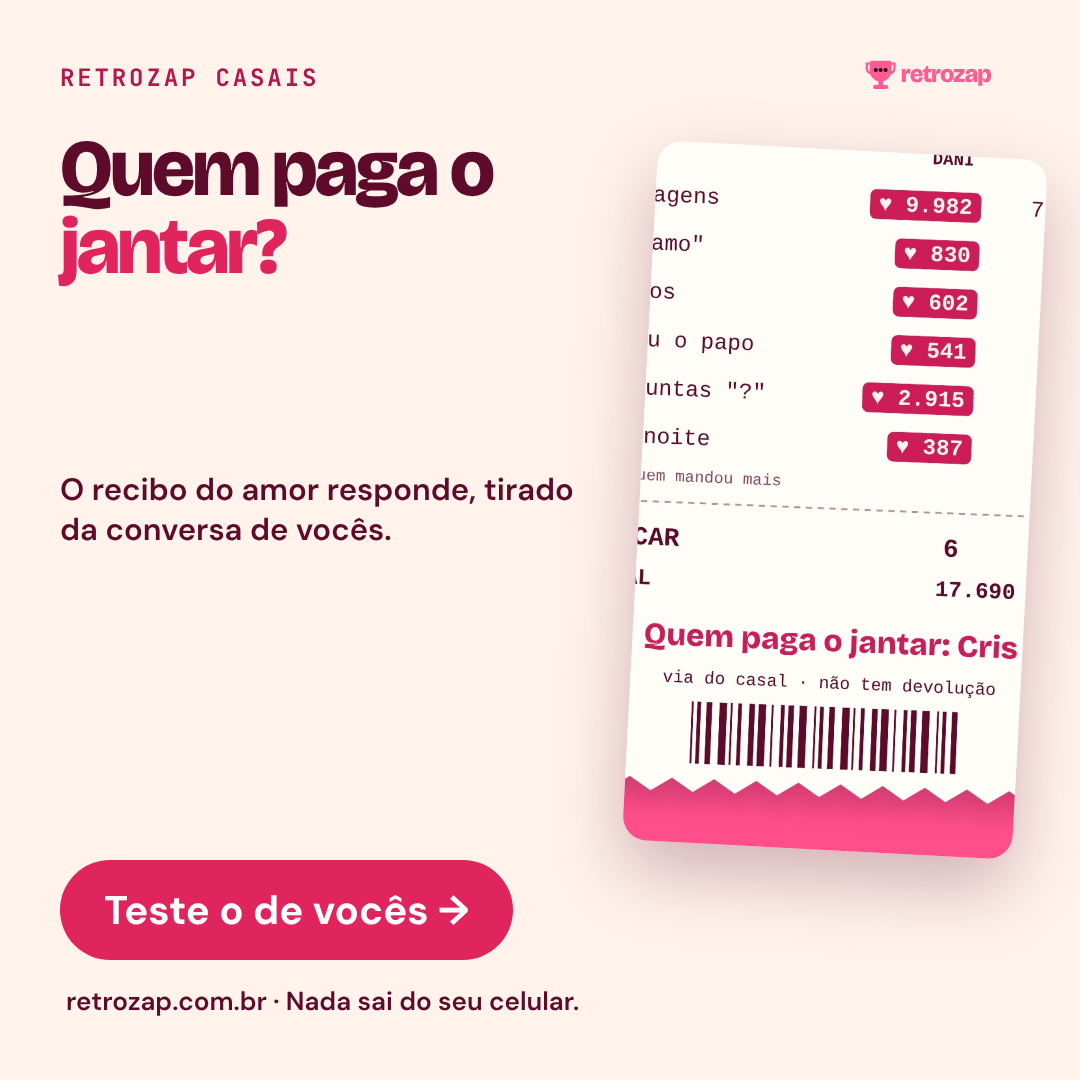 RETROZAP CASAIS
retrozap
Quem paga o
jantar?
O recibo do amor responde, tirado
da conversa de vocês.
DANI
agens ♥ 9.982 7
amo" ♥ 830
os ♥ 602
u o papo ♥ 541
untas "?" ♥ 2.915
noite ♥ 387
uem mandou mais
CAR 6
AL 17.690
Quem paga o jantar: Cris
via do casal · não tem devolução
Teste o de vocês →
retrozap.com.br · Nada sai do seu celular.